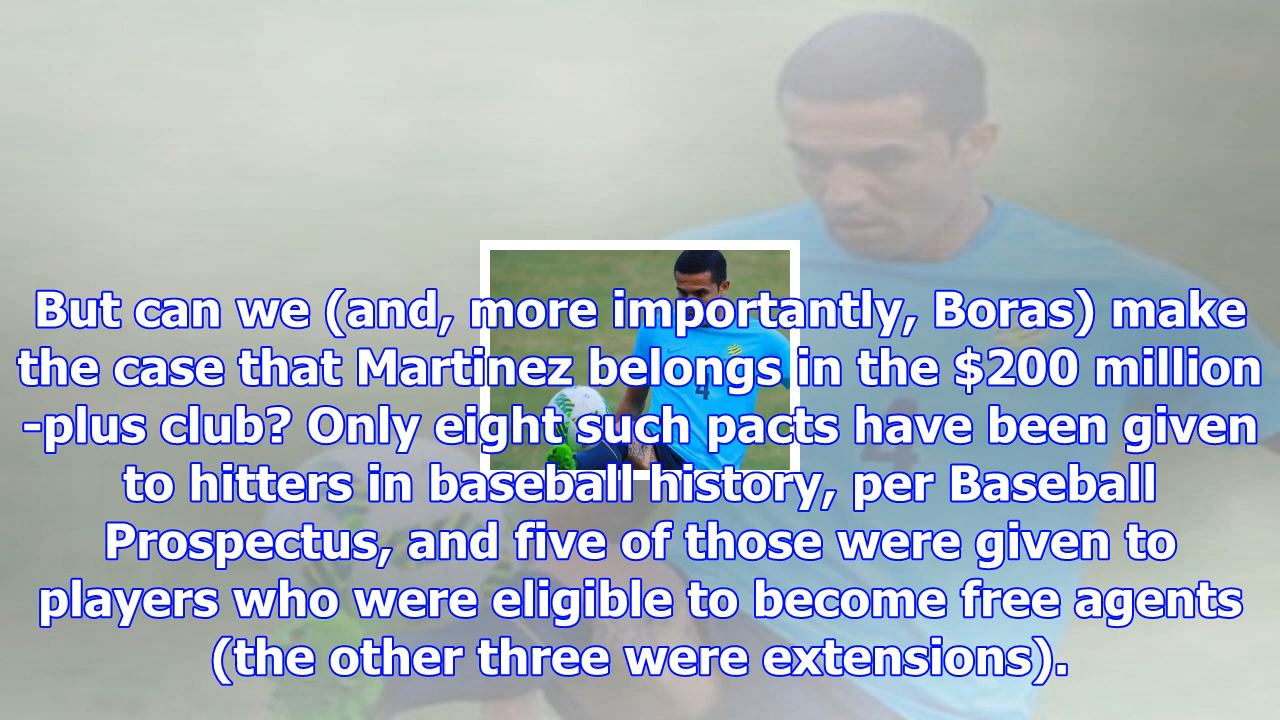 But can we (and, more importantly, Boras) make
the case that Martinez belongs in the $200 million
-plus club? Only eight such pacts have been given
to hitters in baseball history, per Baseball
Prospectus, and five of those were given to
players who were eligible to become free agents
(the other three were extensions).
4
4